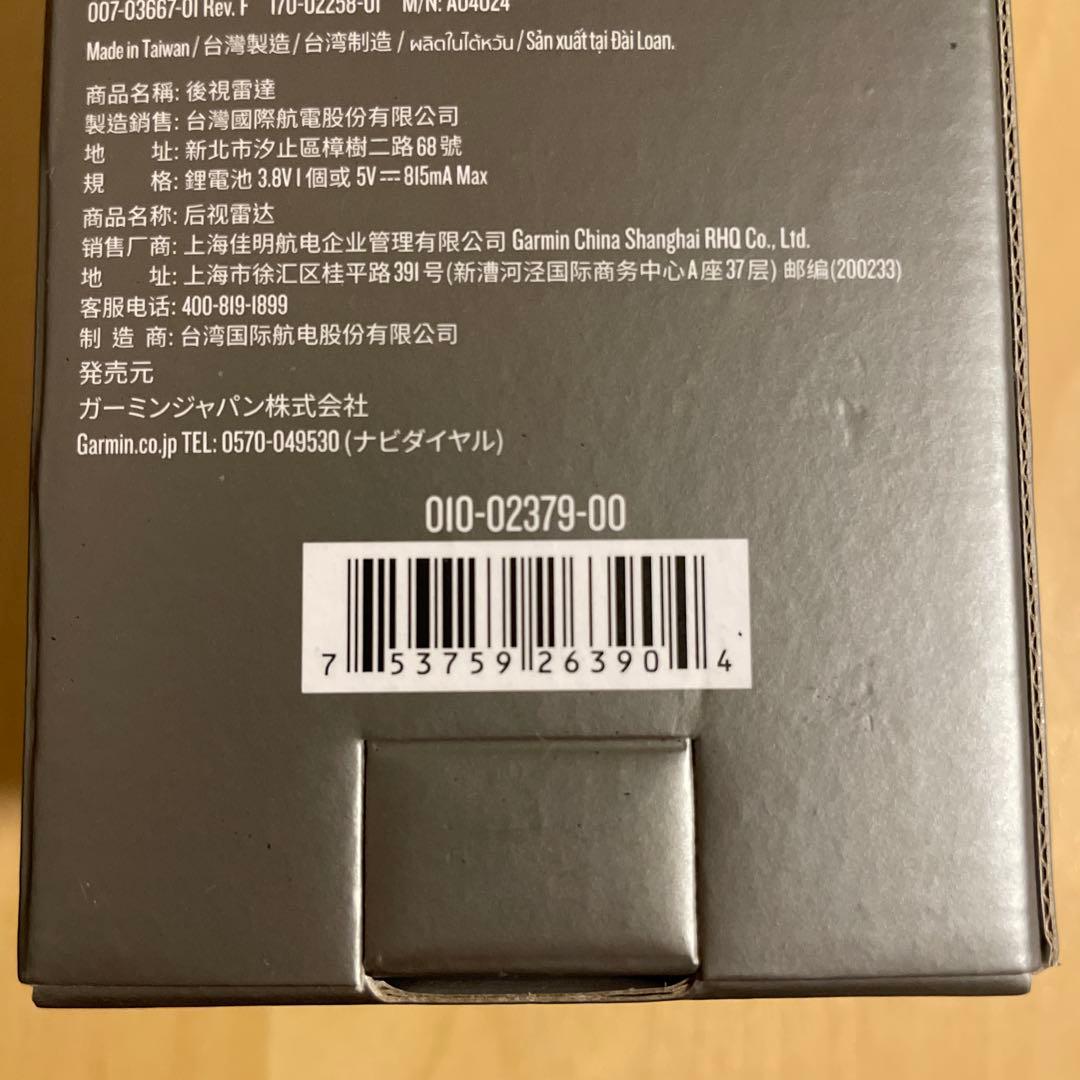 007-03667-01 Rev. F 170-02258-01 M/N: A04024
Made in Taiwan/台灣製造/台湾制造/ ผลิตในไต้หวัน/Sản xuất tại Đài Loan.
商品名稱: 後視雷達
製造銷售: 台灣國際航電股份有限公司
地 址: 新北市汐止區樟樹二路68號
規 格: 鋰電池 3.8V 1 個或 5V⎓815mA Max
商品名称: 后视雷达
销售厂商: 上海佳明航电企业管理有限公司 Garmin China Shanghai RHQ Co., Ltd.
地 址: 上海市徐汇区桂平路391号(新漕河泾国际商务中心A座37层) 邮编(200233)
客服电话: 400-819-1899
制 造 商: 台湾国际航电股份有限公司
発売元
ガーミンジャパン株式会社
Garmin.co.jp TEL: 0570-049530 (ナビダイヤル)
010-02379-00
7 53759 26390 4